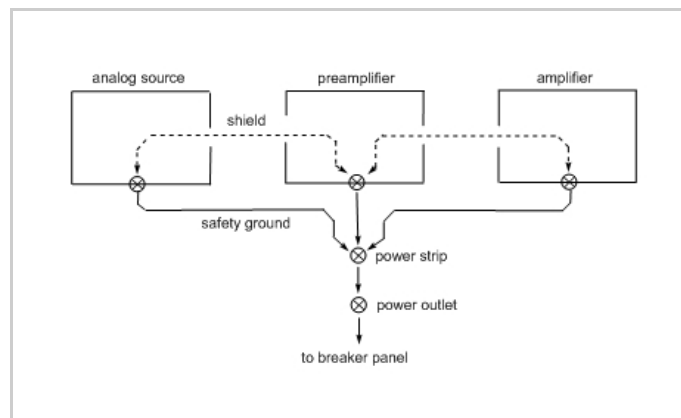 analog source
preamplifier
amplifier
shield
safety ground
power strip
power outlet
to breaker panel